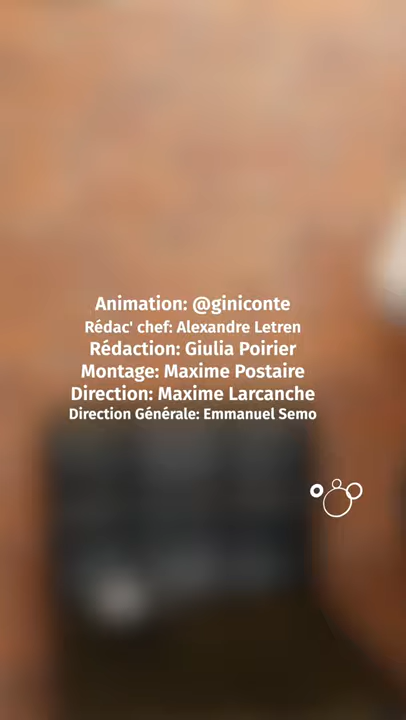 Animation: @giniconte
Rédac' chef: Alexandre Letren
Rédaction: Giulia Poirier
Montage: Maxime Postaire
Direction: Maxime Larcanche
Direction Générale: Emmanuel Semo